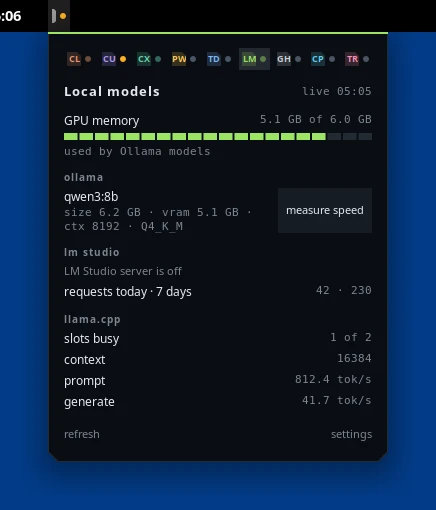 :06
CL CU CX PW TD LM GH CP TR
Local models live 05:05
GPU memory 5.1 GB of 6.0 GB
used by Ollama models
ollama
qwen3:8b
size 6.2 GB · vram 5.1 GB ·
ctx 8192 · Q4_K_M
measure speed
lm studio
LM Studio server is off
requests today · 7 days 42 · 230
llama.cpp
slots busy 1 of 2
context 16384
prompt 812.4 tok/s
generate 41.7 tok/s
refresh settings